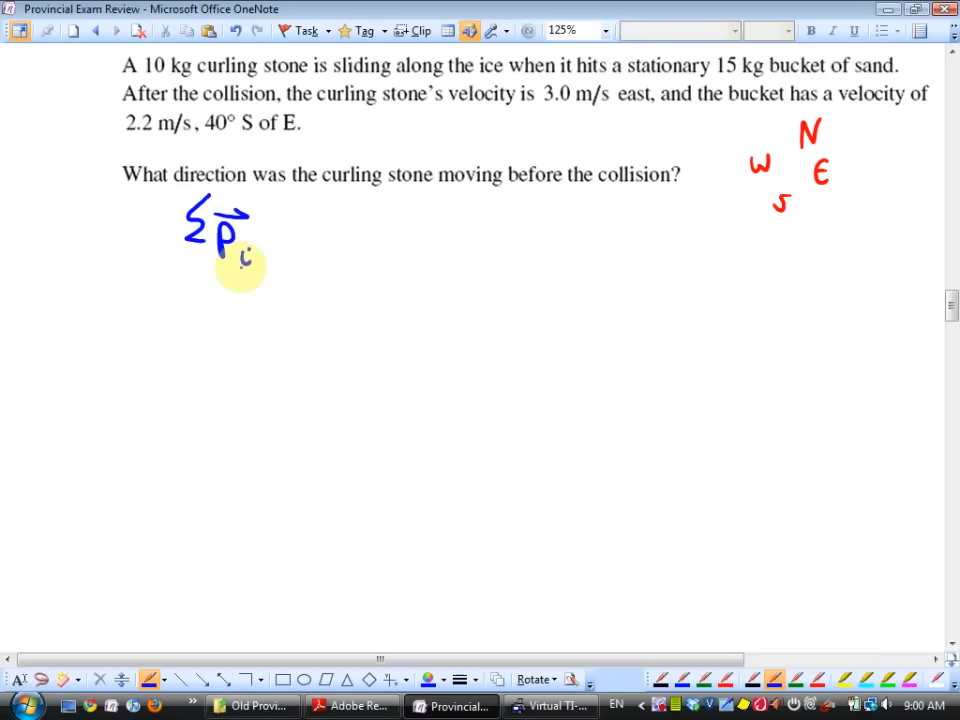 Provincial Exam Review - Microsoft Office OneNote
Task Tag Clip 125% B I U
A 10 kg curling stone is sliding along the ice when it hits a stationary 15 kg bucket of sand.
After the collision, the curling stone's velocity is 3.0 m/s east, and the bucket has a velocity of
2.2 m/s, 40° S of E.
What direction was the curling stone moving before the collision?
N
W E
S
Σp⃗i
Rotate
Old Provi... Adobe Re... Provincial... Virtual TI-... EN 9:00 AM